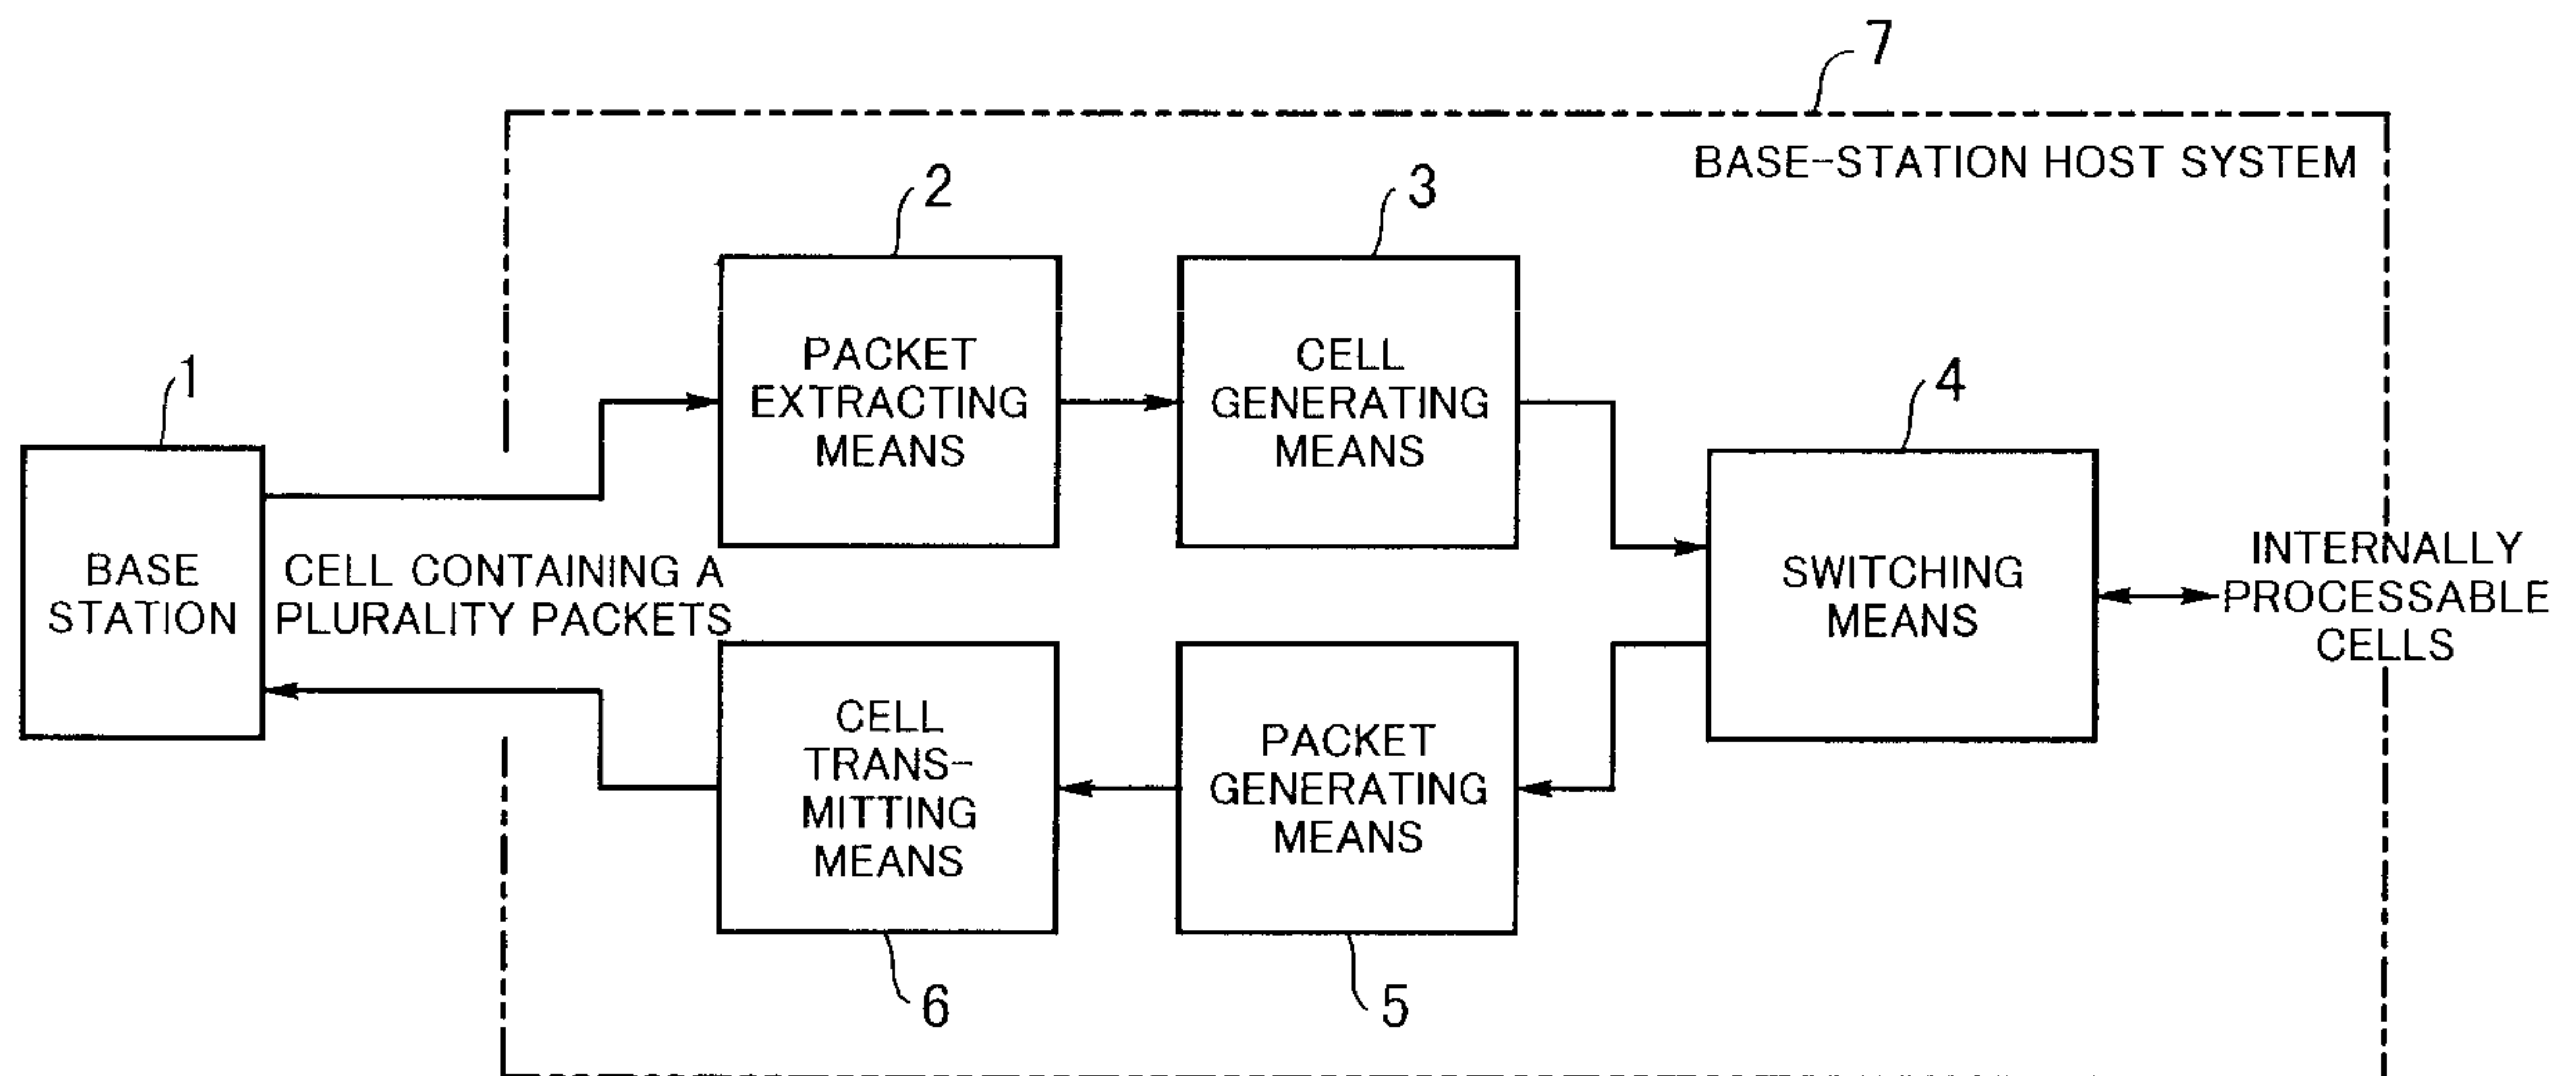 7
BASE-STATION HOST SYSTEM
2
3
PACKET
EXTRACTING
MEANS
CELL
GENERATING
MEANS
1
4
BASE
STATION
CELL CONTAINING A
PLURALITY PACKETS
SWITCHING
MEANS
INTERNALLY
PROCESSABLE
CELLS
CELL
TRANS-
MITTING
MEANS
PACKET
GENERATING
MEANS
6
5